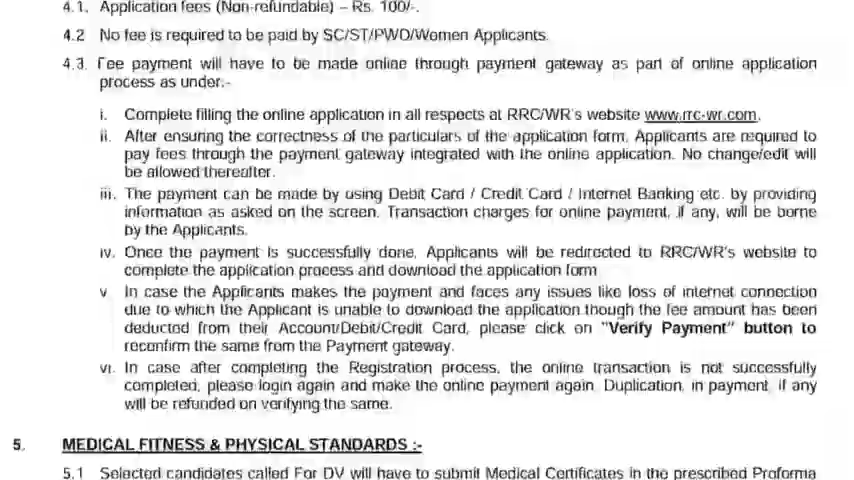 4.1. Application fees (Non-refundable) – Rs. 100/-.
4.2 No fee is required to be paid by SC/ST/PWD/Women Applicants.
4.3. Fee payment will have to be made online through payment gateway as part of online application
process as under:-
i. Complete filling the online application in all respects at RRC/WR's website www.rrc-wr.com.
ii. After ensuring the correctness of the particulars of the application form, Applicants are required to
pay fees through the payment gateway integrated with the online application. No change/edit will
be allowed thereafter.
iii. The payment can be made by using Debit Card / Credit Card / Internet Banking etc. by providing
information as asked on the screen. Transaction charges for online payment, if any, will be borne
by the Applicants.
iv. Once the payment is successfully done, Applicants will be redirected to RRC/WR's website to
complete the application process and download the application form
v. In case the Applicants makes the payment and faces any issues like loss of internet connection
due to which the Applicant is unable to download the application though the fee amount has been
deducted from their Account/Debit/Credit Card, please click on "Verify Payment" button to
reconfirm the same from the Payment gateway.
vi. In case after completing the Registration process, the online transaction is not successfully
completed, please login again and make the online payment again. Duplication, in payment, if any
will be refunded on verifying the same.
5. MEDICAL FITNESS & PHYSICAL STANDARDS :-
5.1 Selected candidates called For DV will have to submit Medical Certificates in the prescribed Proforma